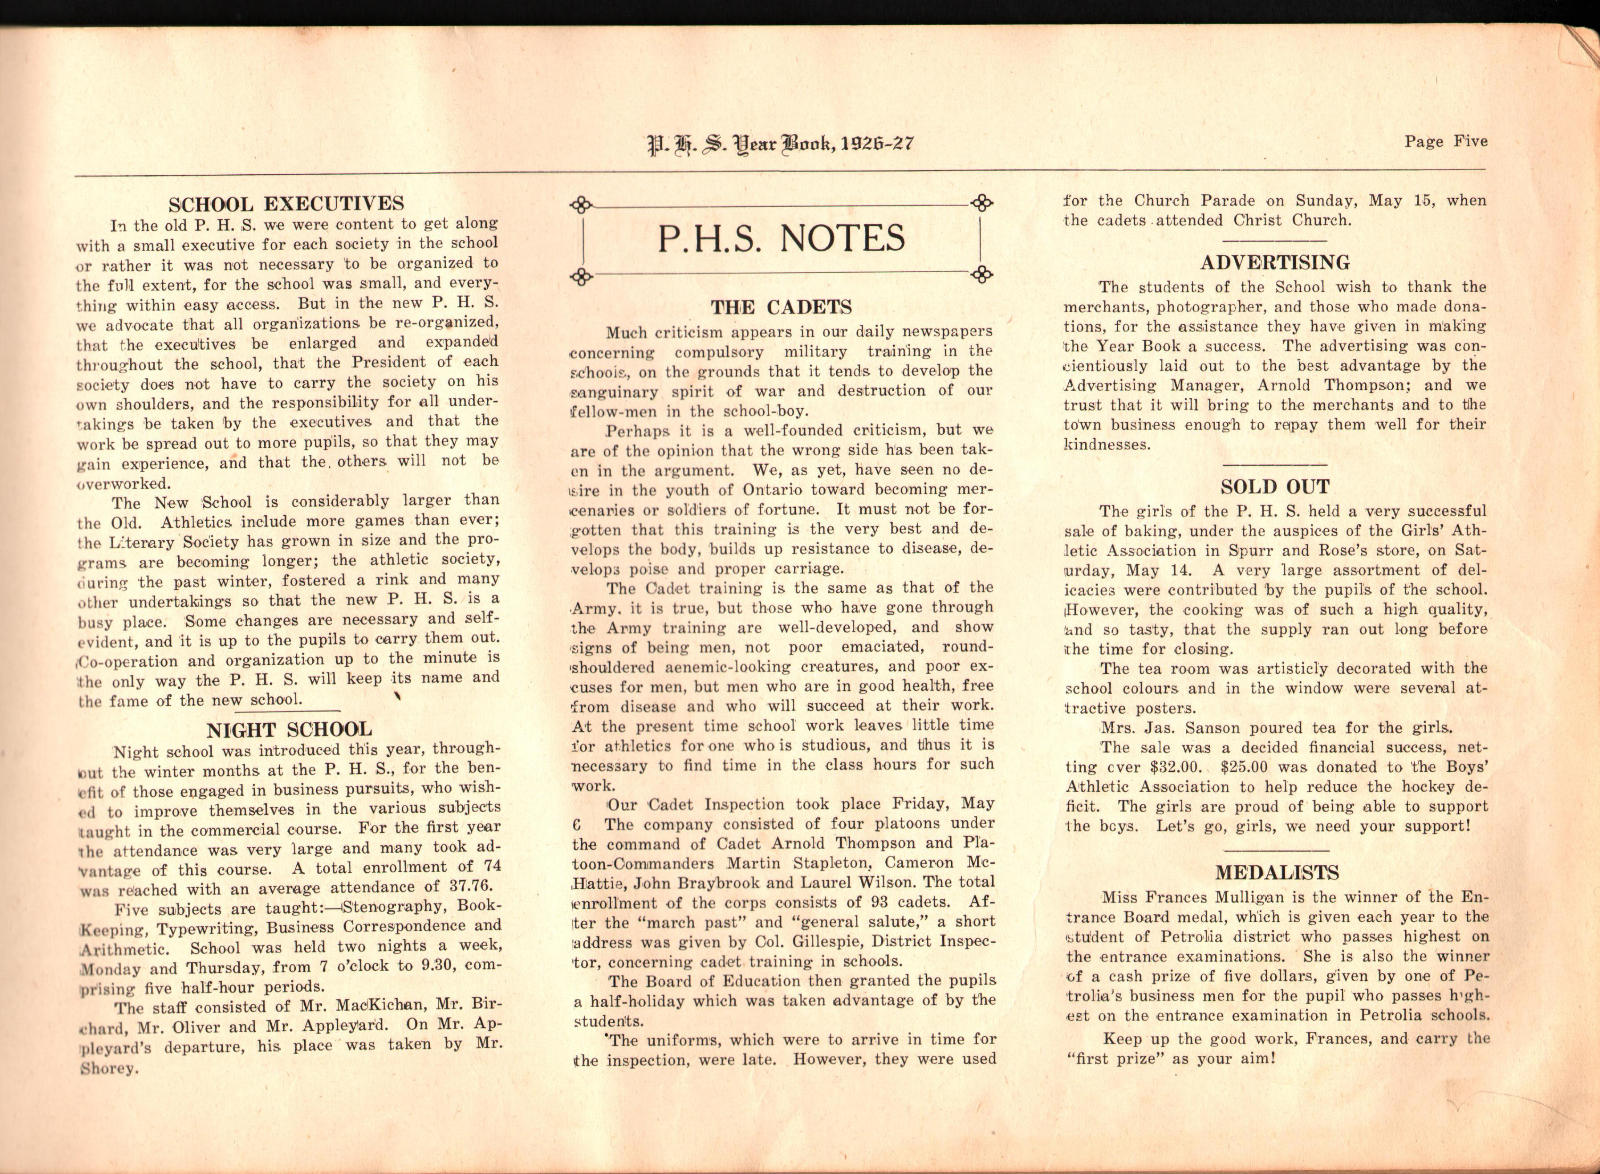 P. H. S. Year Book, 1926-27
Page Five
SCHOOL EXECUTIVES
In the old P. H. S. we were content to get along
with a small executive for each society in the school
or rather it was not necessary to be organized to
the full extent, for the school was small, and every-
thing within easy access. But in the new P. H. S.
we advocate that all organizations be re-organized,
that the executives be enlarged and expanded
throughout the school, that the President of each
society does not have to carry the society on his
own shoulders, and the responsibility for all under-
takings be taken by the executives and that the
work be spread out to more pupils, so that they may
gain experience, and that the others will not be
overworked.
The New School is considerably larger than
the Old. Athletics include more games than ever;
the Literary Society has grown in size and the pro-
grams are becoming longer; the athletic society,
during the past winter, fostered a rink and many
other undertakings so that the new P. H. S. is a
busy place. Some changes are necessary and self-
evident, and it is up to the pupils to carry them out.
Co-operation and organization up to the minute is
the only way the P. H. S. will keep its name and
the fame of the new school.
NIGHT SCHOOL
Night school was introduced this year, through-
out the winter months at the P. H. S., for the ben-
efit of those engaged in business pursuits, who wish-
ed to improve themselves in the various subjects
taught in the commercial course. For the first year
the attendance was very large and many took ad-
vantage of this course. A total enrollment of 74
was reached with an average attendance of 37.76.
Five subjects are taught:—Stenography, Book-
Keeping, Typewriting, Business Correspondence and
Arithmetic. School was held two nights a week,
Monday and Thursday, from 7 o'clock to 9.30, com-
prising five half-hour periods.
The staff consisted of Mr. MacKichan, Mr. Bir-
chard, Mr. Oliver and Mr. Appleyard. On Mr. Ap-
pleyard's departure, his place was taken by Mr.
Shorey.
P.H.S. NOTES
THE CADETS
Much criticism appears in our daily newspapers
concerning compulsory military training in the
schools, on the grounds that it tends to develop the
sanguinary spirit of war and destruction of our
fellow-men in the school-boy.
Perhaps it is a well-founded criticism, but we
are of the opinion that the wrong side has been tak-
en in the argument. We, as yet, have seen no de-
sire in the youth of Ontario toward becoming mer-
cenaries or soldiers of fortune. It must not be for-
gotten that this training is the very best and de-
velops the body, builds up resistance to disease, de-
velops poise and proper carriage.
The Cadet training is the same as that of the
Army, it is true, but those who have gone through
the Army training are well-developed, and show
signs of being men, not poor emaciated, round-
shouldered aenemic-looking creatures, and poor ex-
cuses for men, but men who are in good health, free
from disease and who will succeed at their work.
At the present time school work leaves little time
for athletics for one who is studious, and thus it is
necessary to find time in the class hours for such
work.
Our Cadet Inspection took place Friday, May
6 The company consisted of four platoons under
the command of Cadet Arnold Thompson and Pla-
toon-Commanders Martin Stapleton, Cameron Mc-
Hattie, John Braybrook and Laurel Wilson. The total
enrollment of the corps consists of 93 cadets. Af-
ter the "march past" and "general salute," a short
address was given by Col. Gillespie, District Inspec-
tor, concerning cadet training in schools.
The Board of Education then granted the pupils
a half-holiday which was taken advantage of by the
students.
The uniforms, which were to arrive in time for
the inspection, were late. However, they were used
for the Church Parade on Sunday, May 15, when
the cadets attended Christ Church.
ADVERTISING
The students of the School wish to thank the
merchants, photographer, and those who made dona-
tions, for the assistance they have given in making
the Year Book a success. The advertising was con-
cientiously laid out to the best advantage by the
Advertising Manager, Arnold Thompson; and we
trust that it will bring to the merchants and to the
town business enough to repay them well for their
kindnesses.
SOLD OUT
The girls of the P. H. S. held a very successful
sale of baking, under the auspices of the Girls' Ath-
letic Association in Spurr and Rose's store, on Sat-
urday, May 14. A very large assortment of del-
icacies were contributed by the pupils of the school.
However, the cooking was of such a high quality,
and so tasty, that the supply ran out long before
the time for closing.
The tea room was artisticly decorated with the
school colours and in the window were several at-
tractive posters.
Mrs. Jas. Sanson poured tea for the girls.
The sale was a decided financial success, net-
ting over $32.00. $25.00 was donated to the Boys'
Athletic Association to help reduce the hockey de-
ficit. The girls are proud of being able to support
the boys. Let's go, girls, we need your support!
MEDALISTS
Miss Frances Mulligan is the winner of the En-
trance Board medal, which is given each year to the
student of Petrolia district who passes highest on
the entrance examinations. She is also the winner
of a cash prize of five dollars, given by one of Pe-
trolia's business men for the pupil who passes high-
est on the entrance examination in Petrolia schools.
Keep up the good work, Frances, and carry the
"first prize" as your aim!